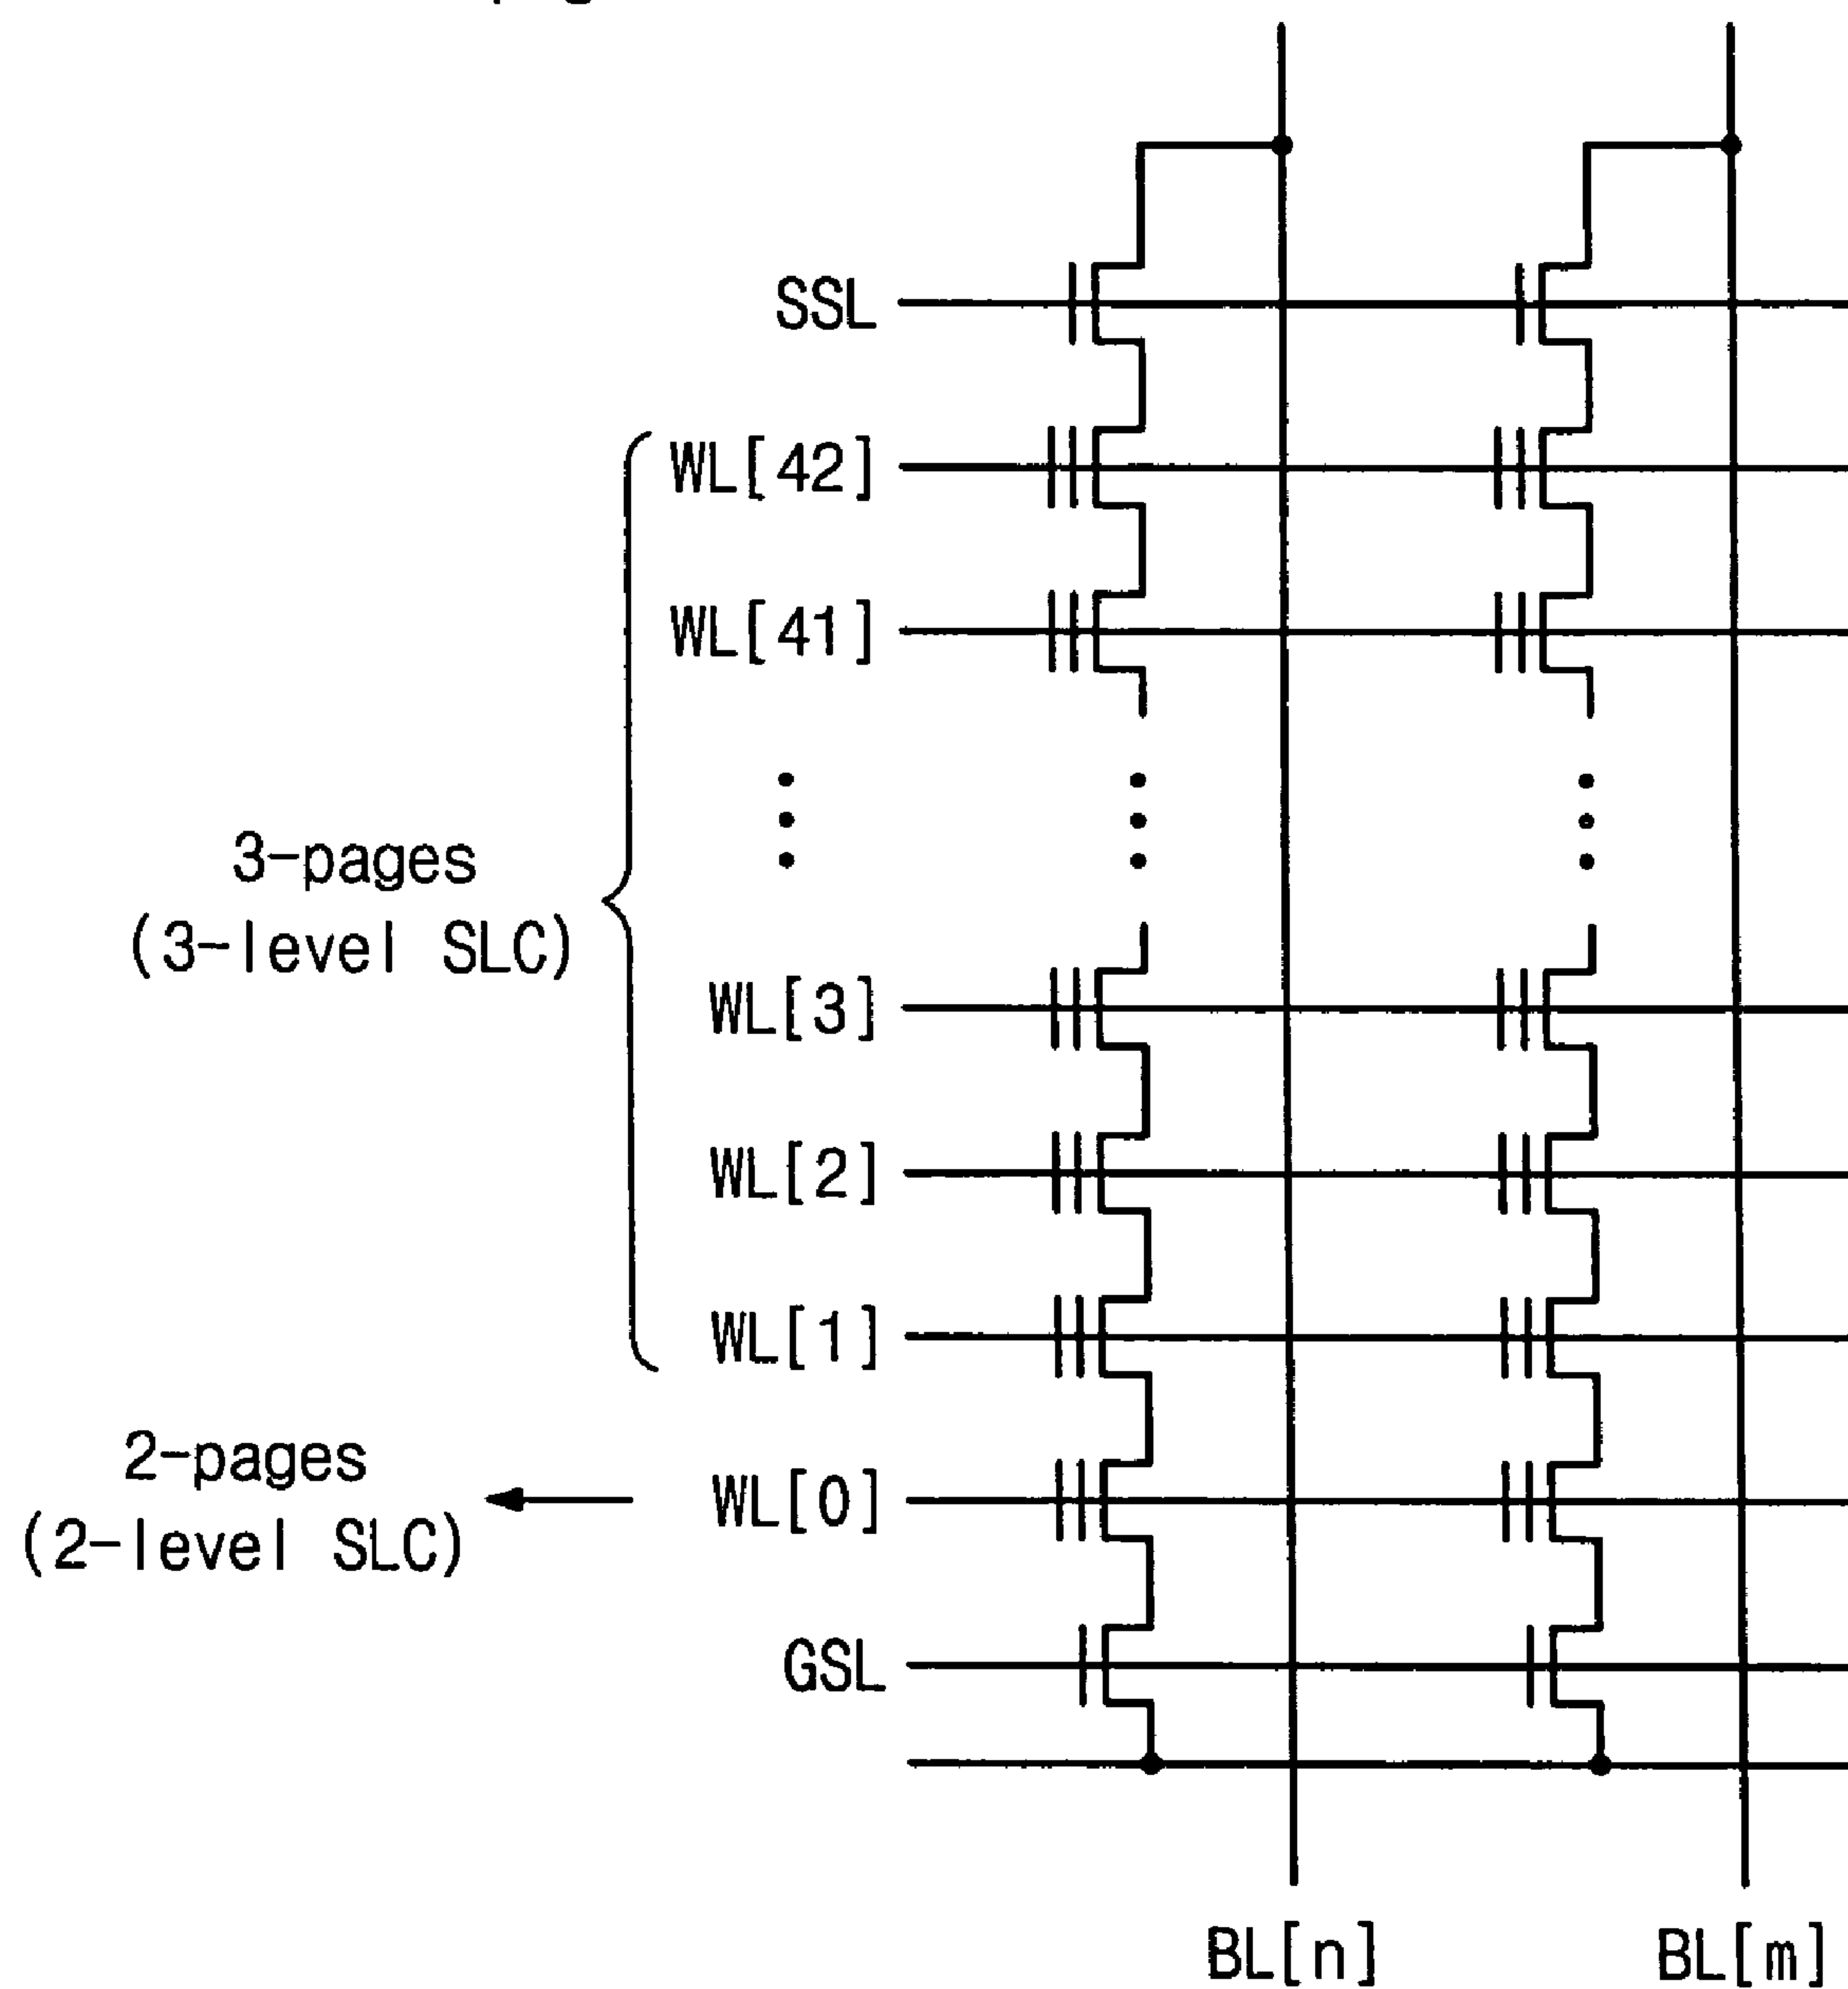 SSL
WL[42]
WL[41]
3-pages
(3-level SLC)
WL[3]
WL[2]
WL[1]
2-pages
(2-level SLC)
WL[0]
GSL
BL[n]
BL[m]